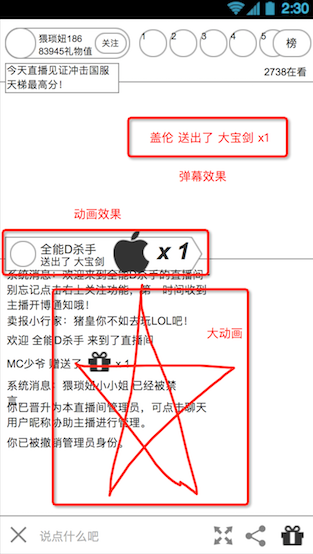 2:30
猥琐妞186
83945礼物值
关注
1
2
3
4
5
榜
今天直播见证冲击国服
天梯最高分！
2738在看
盖伦 送出了 大宝剑 x1
弹幕效果
动画效果
全能D杀手
送出了 大宝剑
x 1
系统消息：欢迎来到全能D杀手的直播间
别忘记点击右上关注功能，第一时间收到
主播开博通知哦！
卖报小行家：猪皇你不如去玩LOL吧！
大动画
欢迎 全能D杀手 来到了直播间
MC少爷 赠送了 x 1
系统消息：猥琐妞小小姐 已经被禁
言
你已晋升为本直播间管理员，可点击聊天
用户昵称协助主播进行管理。
你已被撤销管理员身份。
说点什么吧